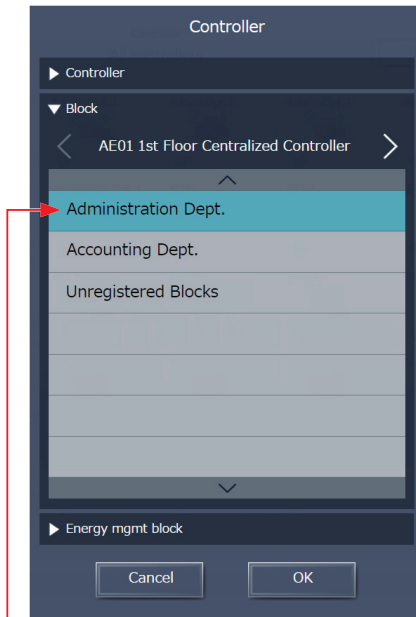 Controller
Controller
Block
AE01 1st Floor Centralized Controller
Administration Dept.
Accounting Dept.
Unregistered Blocks
Energy mgmt block
Cancel OK